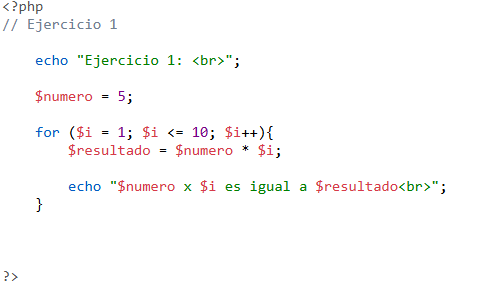 <?php
// Ejercicio 1
echo "Ejercicio 1: <br>";
$numero = 5;
for ($i = 1; $i <= 10; $i++){
$resultado = $numero * $i;
echo "$numero x $i es igual a $resultado<br>";
}
?>